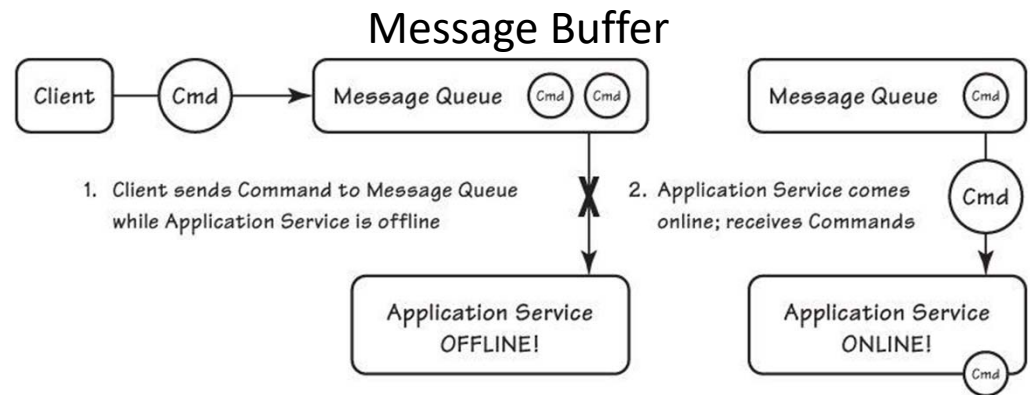 Message Buffer
Client
Cmd
Message Queue
Cmd
Cmd
1. Client sends Command to Message Queue
while Application Service is offline
X
Application Service
OFFLINE!
Message Queue
Cmd
2. Application Service comes
online; receives Commands
Cmd
Application Service
ONLINE!
Cmd